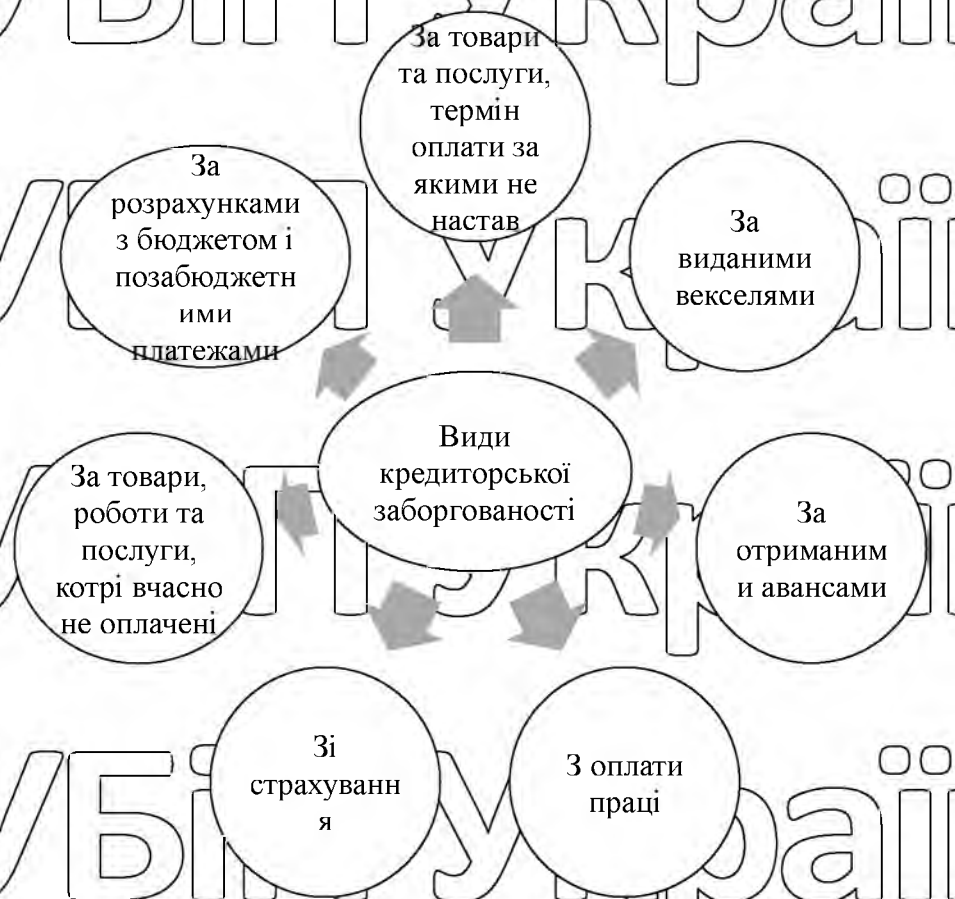 За товари
та послуги,
термін
оплати за
якими не
настав
За
розрахунками
з бюджетом і
позабюджетн
ими
платежами
За
виданими
векселями
Види
кредиторської
заборгованості
За товари,
роботи та
послуги,
котрі вчасно
не оплачені
За
отриманим
и авансами
Зі
страхуванн
я
З оплати
праці